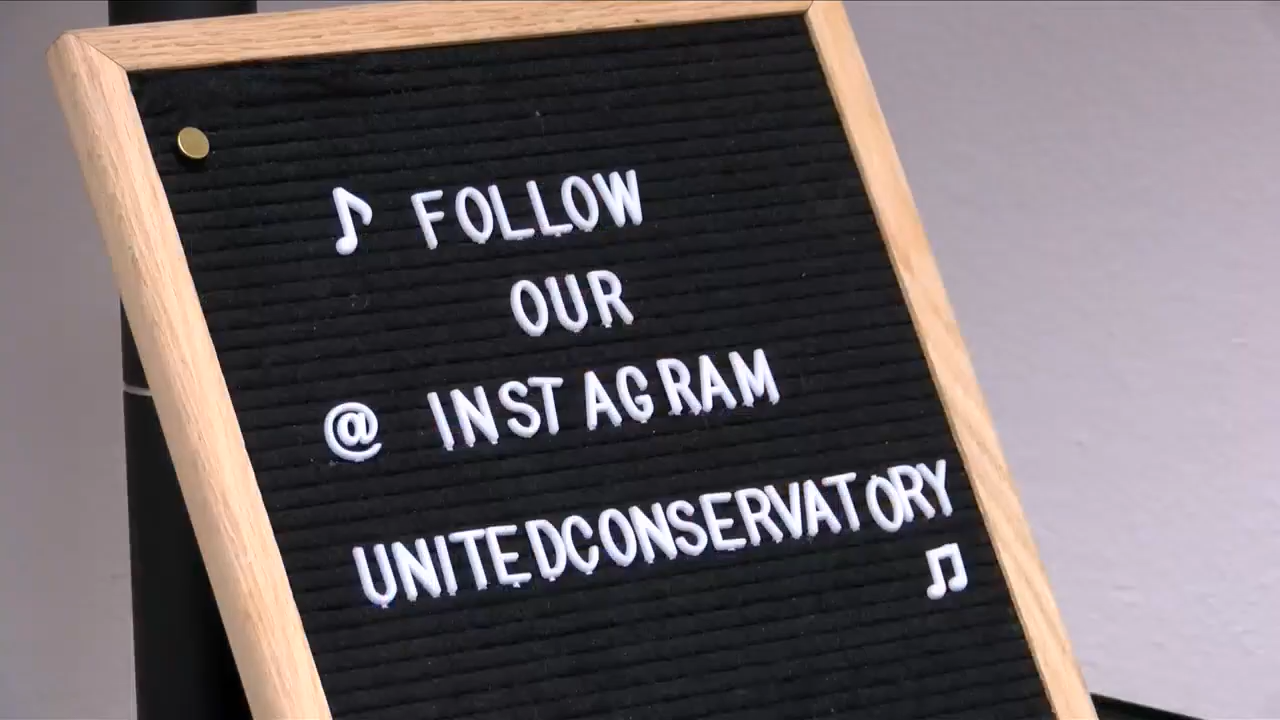 ♪ FOLLOW
OUR
@ INSTAGRAM
UNITEDCONSERVATORY
♫